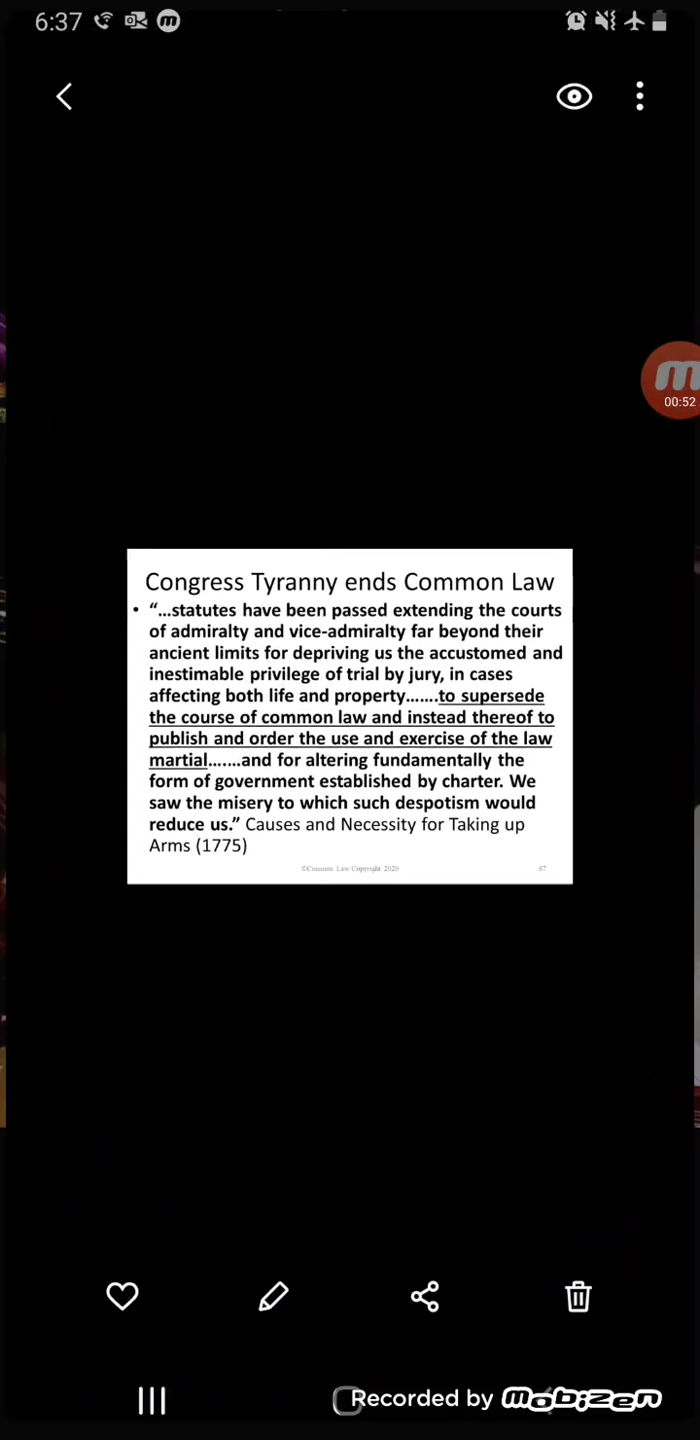 6:37
m
m
00:52
Congress Tyranny ends Common Law
• “...statutes have been passed extending the courts
of admiralty and vice-admiralty far beyond their
ancient limits for depriving us the accustomed and
inestimable privilege of trial by jury, in cases
affecting both life and property.......to supersede
the course of common law and instead thereof to
publish and order the use and exercise of the law
martial.......and for altering fundamentally the
form of government established by charter. We
saw the misery to which such despotism would
reduce us.” Causes and Necessity for Taking up
Arms (1775)
©Common Law Copyright 2020
67
Recorded by mobizen